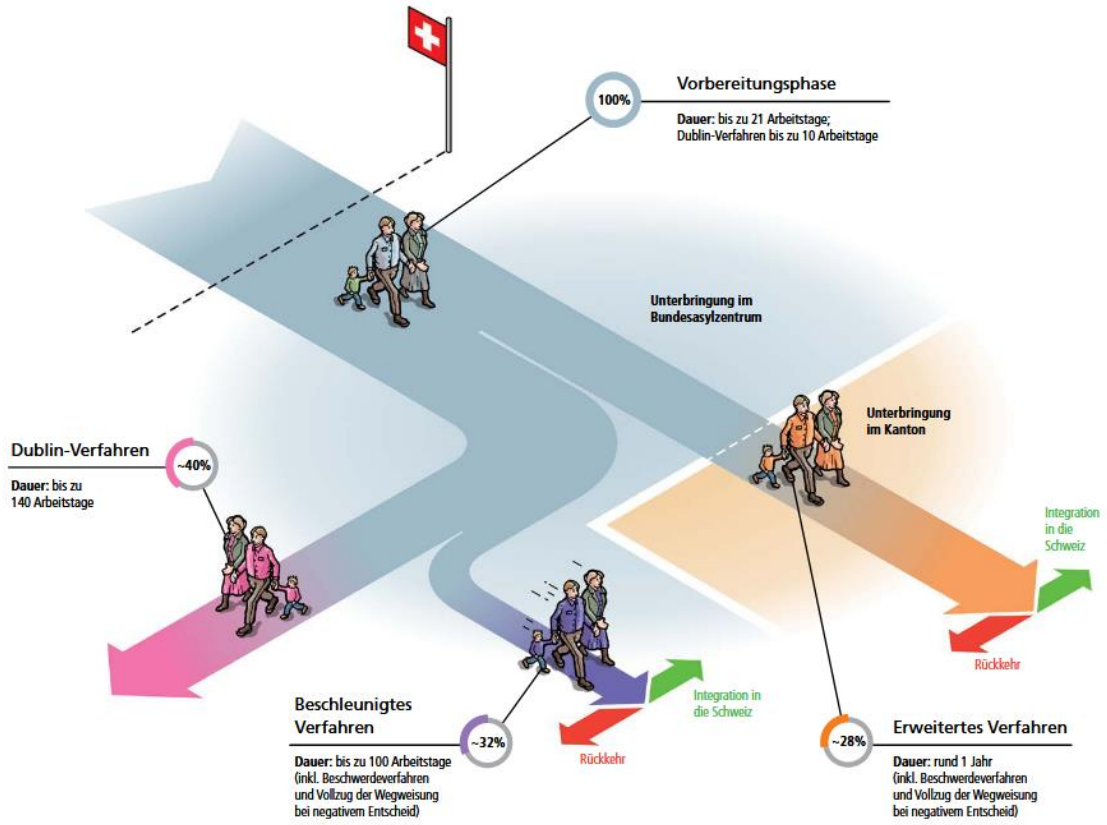 100%
Vorbereitungsphase
Dauer: bis zu 21 Arbeitstage;
Dublin-Verfahren bis zu 10 Arbeitstage
Unterbringung im
Bundesasylzentrum
Unterbringung
im Kanton
Dublin-Verfahren
~40%
Dauer: bis zu
140 Arbeitstage
Integration
in die
Schweiz
Rückkehr
Beschleunigtes
Verfahren
~32%
Dauer: bis zu 100 Arbeitstage
(inkl. Beschwerdeverfahren
und Vollzug der Wegweisung
bei negativem Entscheid)
Integration in
die Schweiz
Rückkehr
~28%
Erweitertes Verfahren
Dauer: rund 1 Jahr
(inkl. Beschwerdeverfahren
und Vollzug der Wegweisung
bei negativem Entscheid)